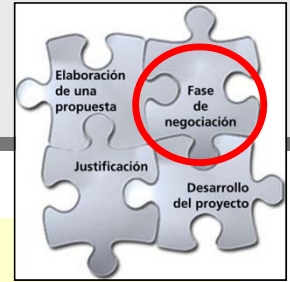 Elaboración
de una
propuesta
Fase
de
negociación
Justificación
Desarrollo
del proyecto